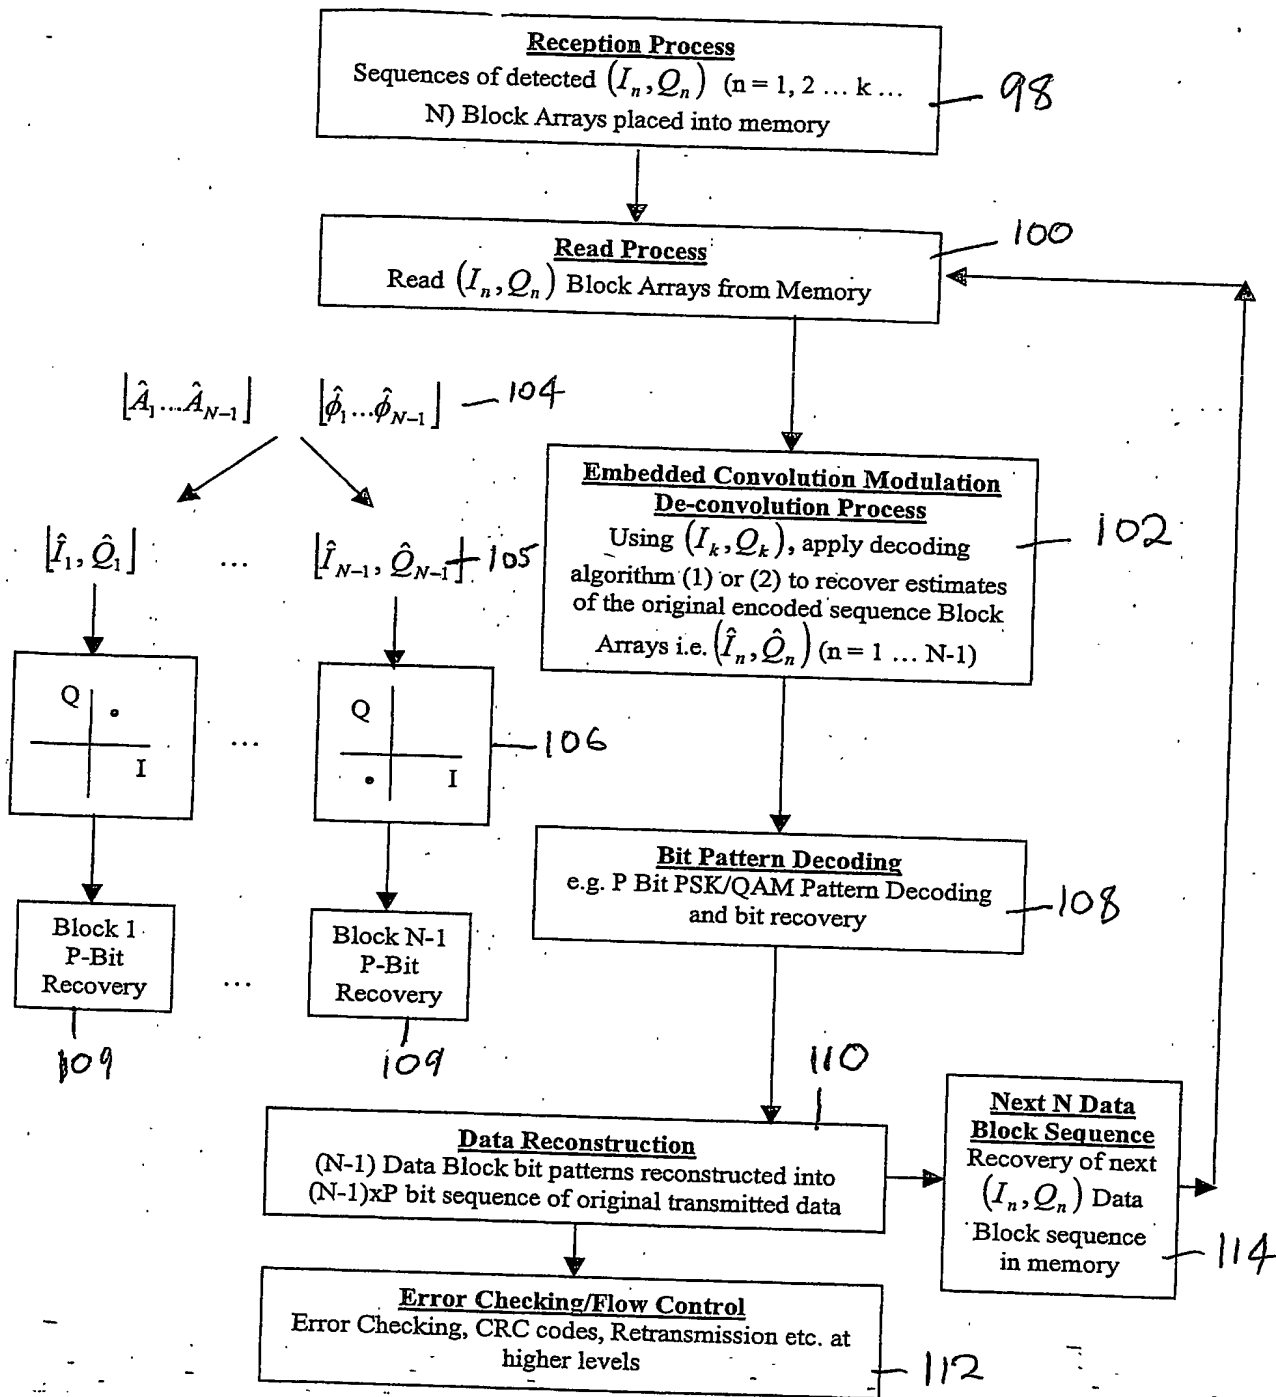 Reception Process
Sequences of detected (I_n, Q_n) (n = 1, 2 ... k ...
N) Block Arrays placed into memory
98
Read Process
Read (I_n, Q_n) Block Arrays from Memory
100
⌊Â_1...Â_{N-1}⌋ ⌊φ̂_1...φ̂_{N-1}⌋ 104
Embedded Convolution Modulation
De-convolution Process
Using (I_k, Q_k), apply decoding
algorithm (1) or (2) to recover estimates
of the original encoded sequence Block
Arrays i.e. (Î_n, Q̂_n) (n = 1 ... N-1)
102
⌊Î_1, Q̂_1⌋ ... ⌊Î_{N-1}, Q̂_{N-1}⌋ 105
Q
I
...
Q
I
106
Bit Pattern Decoding
e.g. P Bit PSK/QAM Pattern Decoding
and bit recovery
108
Block 1
P-Bit
Recovery
...
Block N-1
P-Bit
Recovery
109
109
110
Data Reconstruction
(N-1) Data Block bit patterns reconstructed into
(N-1)xP bit sequence of original transmitted data
Next N Data
Block Sequence
Recovery of next
(I_n, Q_n) Data
Block sequence
in memory
114
Error Checking/Flow Control
Error Checking, CRC codes, Retransmission etc. at
higher levels
112